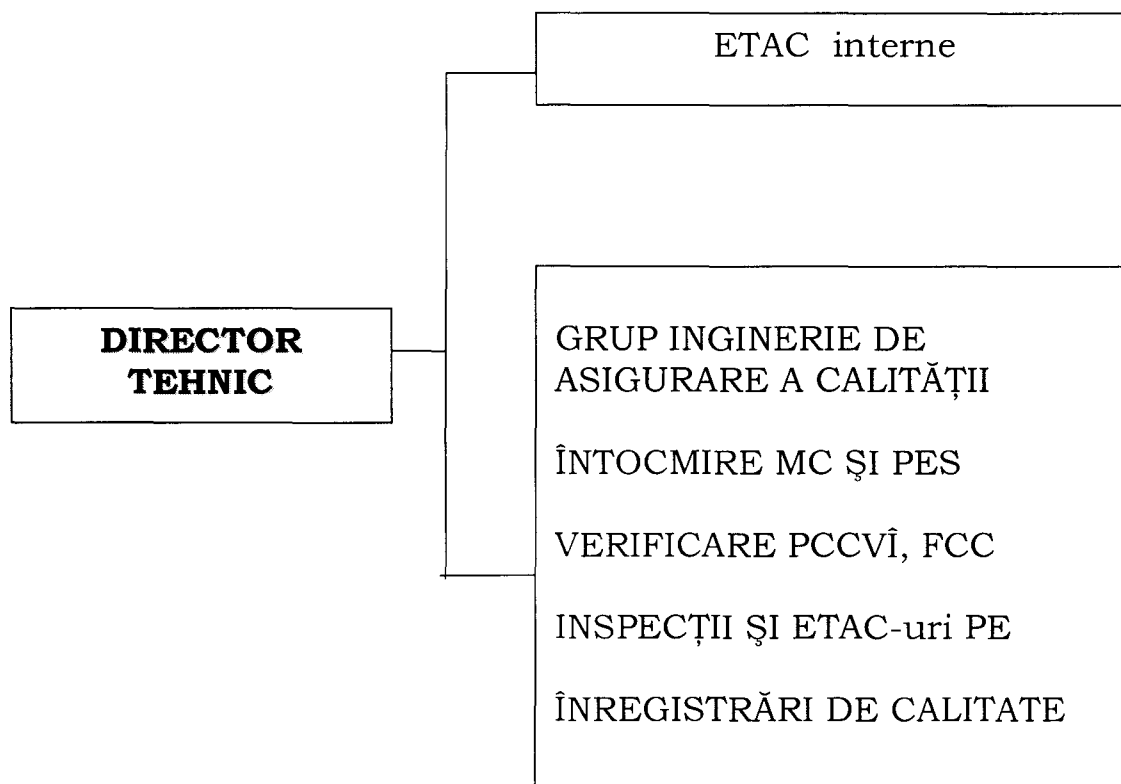 ETAC interne
DIRECTOR
TEHNIC
GRUP INGINERIE DE
ASIGURARE A CALITĂȚII
ÎNTOCMIRE MC ŞI PES
VERIFICARE PCCVÎ, FCC
INSPECȚII ŞI ETAC-uri PE
ÎNREGISTRĂRI DE CALITATE